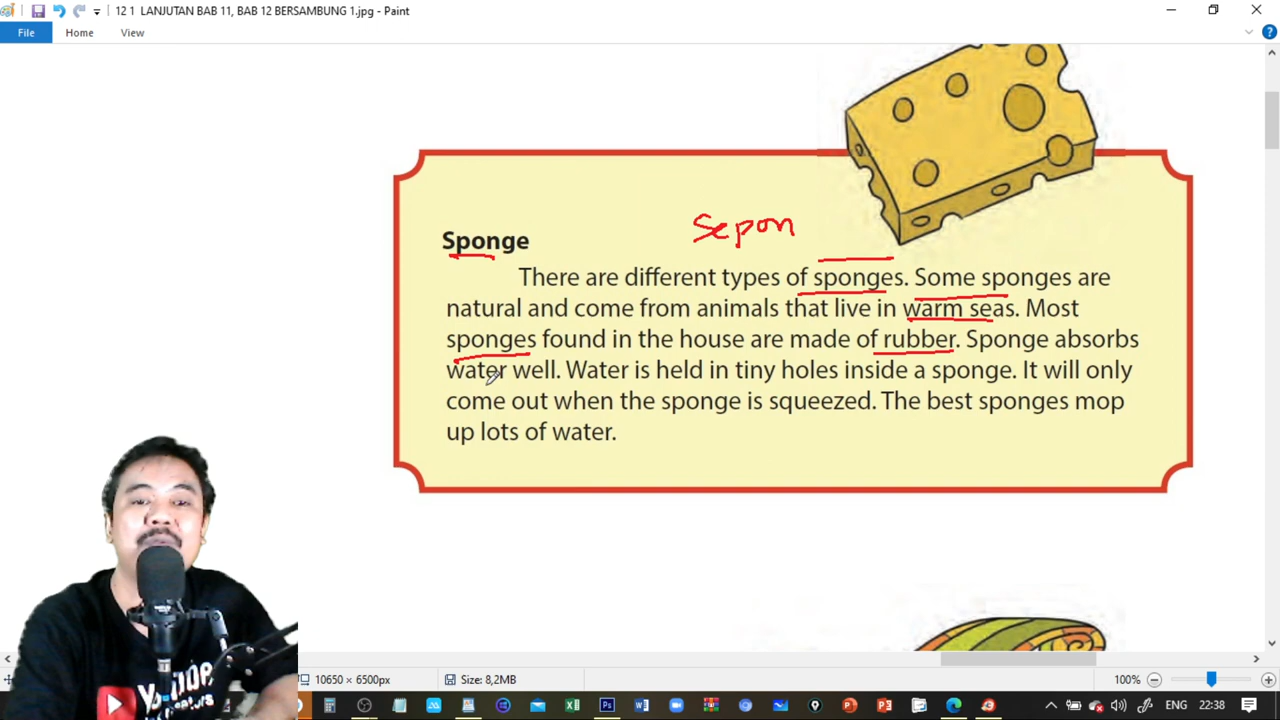 12 1 LANJUTAN BAB 11, BAB 12 BERSAMBUNG 1.jpg - Paint
File Home View
Sepon
Sponge
There are different types of sponges. Some sponges are
natural and come from animals that live in warm seas. Most
sponges found in the house are made of rubber. Sponge absorbs
water well. Water is held in tiny holes inside a sponge. It will only
come out when the sponge is squeezed. The best sponges mop
up lots of water.
10650 × 6500px Size: 8,2MB 100%
ENG 22:38